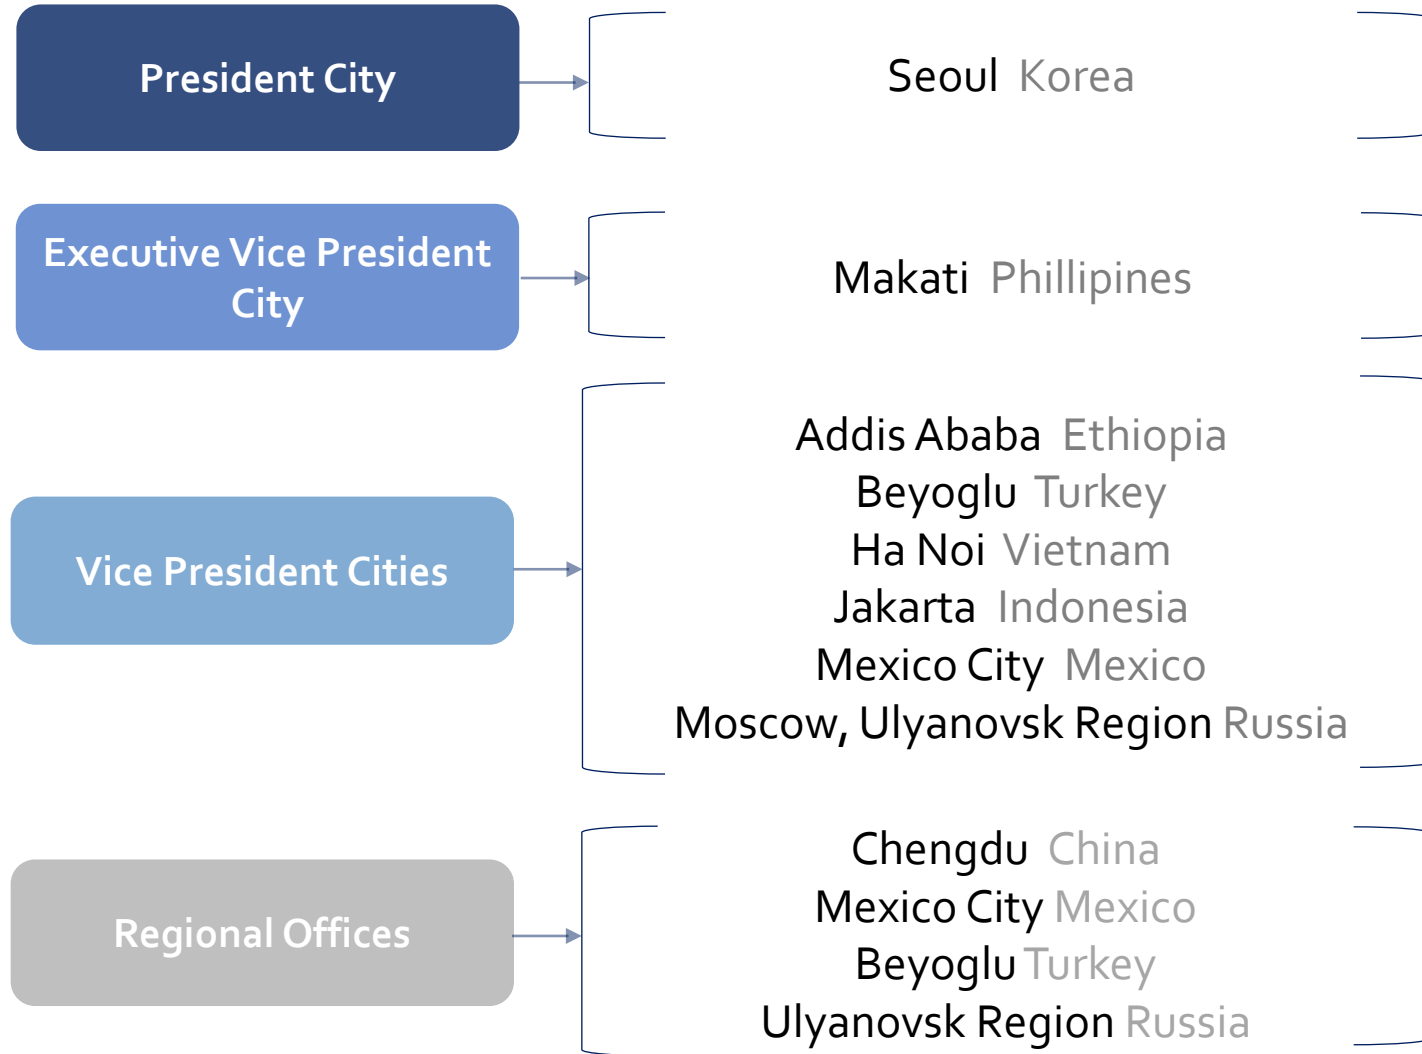 President City
Seoul Korea
Executive Vice President
City
Makati Phillipines
Vice President Cities
Addis Ababa Ethiopia
Beyoglu Turkey
Ha Noi Vietnam
Jakarta Indonesia
Mexico City Mexico
Moscow, Ulyanovsk Region Russia
Regional Offices
Chengdu China
Mexico City Mexico
Beyoglu Turkey
Ulyanovsk Region Russia